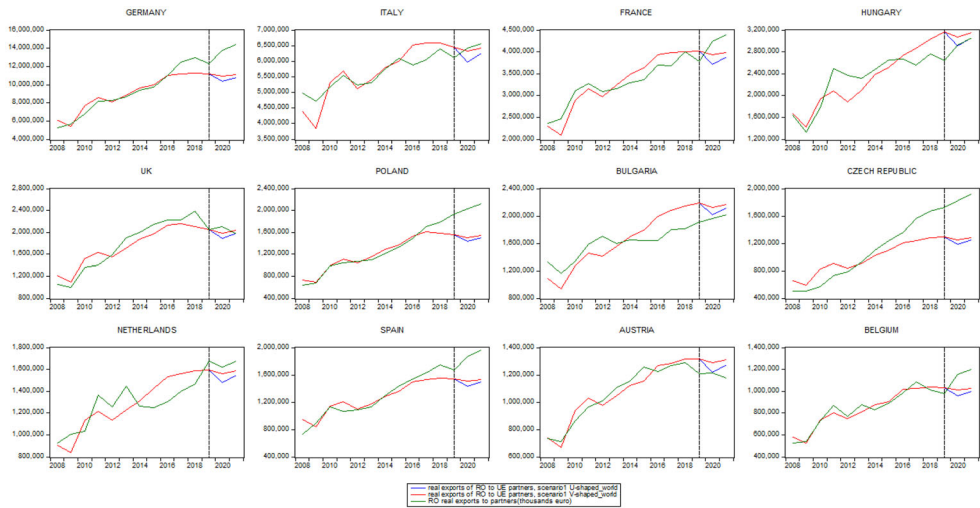 GERMANY
16,000,000
14,000,000
12,000,000
10,000,000
8,000,000
6,000,000
4,000,000
2008 2010 2012 2014 2016 2018 2020
ITALY
7,000,000
6,500,000
6,000,000
5,500,000
5,000,000
4,500,000
4,000,000
3,500,000
2008 2010 2012 2014 2016 2018 2020
FRANCE
4,500,000
4,000,000
3,500,000
3,000,000
2,500,000
2,000,000
2008 2010 2012 2014 2016 2018 2020
HUNGARY
3,200,000
2,800,000
2,400,000
2,000,000
1,600,000
1,200,000
2008 2010 2012 2014 2016 2018 2020
UK
2,800,000
2,400,000
2,000,000
1,600,000
1,200,000
800,000
2008 2010 2012 2014 2016 2018 2020
POLAND
2,400,000
2,000,000
1,600,000
1,200,000
800,000
400,000
2008 2010 2012 2014 2016 2018 2020
BULGARIA
2,400,000
2,000,000
1,600,000
1,200,000
800,000
2008 2010 2012 2014 2016 2018 2020
CZECH REPUBLIC
2,000,000
1,600,000
1,200,000
800,000
400,000
2008 2010 2012 2014 2016 2018 2020
NETHERLANDS
1,800,000
1,600,000
1,400,000
1,200,000
1,000,000
800,000
2008 2010 2012 2014 2016 2018 2020
SPAIN
2,000,000
1,600,000
1,200,000
800,000
400,000
2008 2010 2012 2014 2016 2018 2020
AUSTRIA
1,400,000
1,200,000
1,000,000
800,000
600,000
2008 2010 2012 2014 2016 2018 2020
BELGIUM
1,400,000
1,200,000
1,000,000
800,000
600,000
400,000
2008 2010 2012 2014 2016 2018 2020
real exports of RO to UE partners, scenario1 U-shaped_world
real exports of RO to UE partners, scenario1 V-shaped_world
RO real exports to partners(thousands euro)